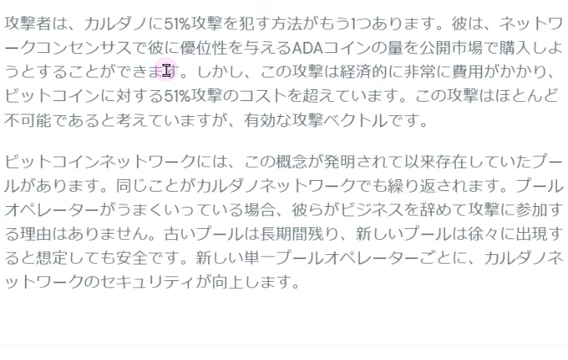 攻撃者は、カルダノに51%攻撃を犯す方法がもう1つあります。彼は、ネットワ
ークコンセンサスで彼に優位性を与えるADAコインの量を公開市場で購入しよ
うとすることができます。しかし、この攻撃は経済的に非常に費用がかかり、
ビットコインに対する51%攻撃のコストを超えています。この攻撃はほとんど
不可能であると考えていますが、有効な攻撃ベクトルです。
ビットコインネットワークには、この概念が発明されて以来存在していたプー
ルがあります。同じことがカルダノネットワークでも繰り返されます。プール
オペレーターがうまくいっている場合、彼らがビジネスを辞めて攻撃に参加す
る理由はありません。古いプールは長期間残り、新しいプールは徐々に出現す
ると想定しても安全です。新しい単一プールオペレーターごとに、カルダノネ
ットワークのセキュリティが向上します。